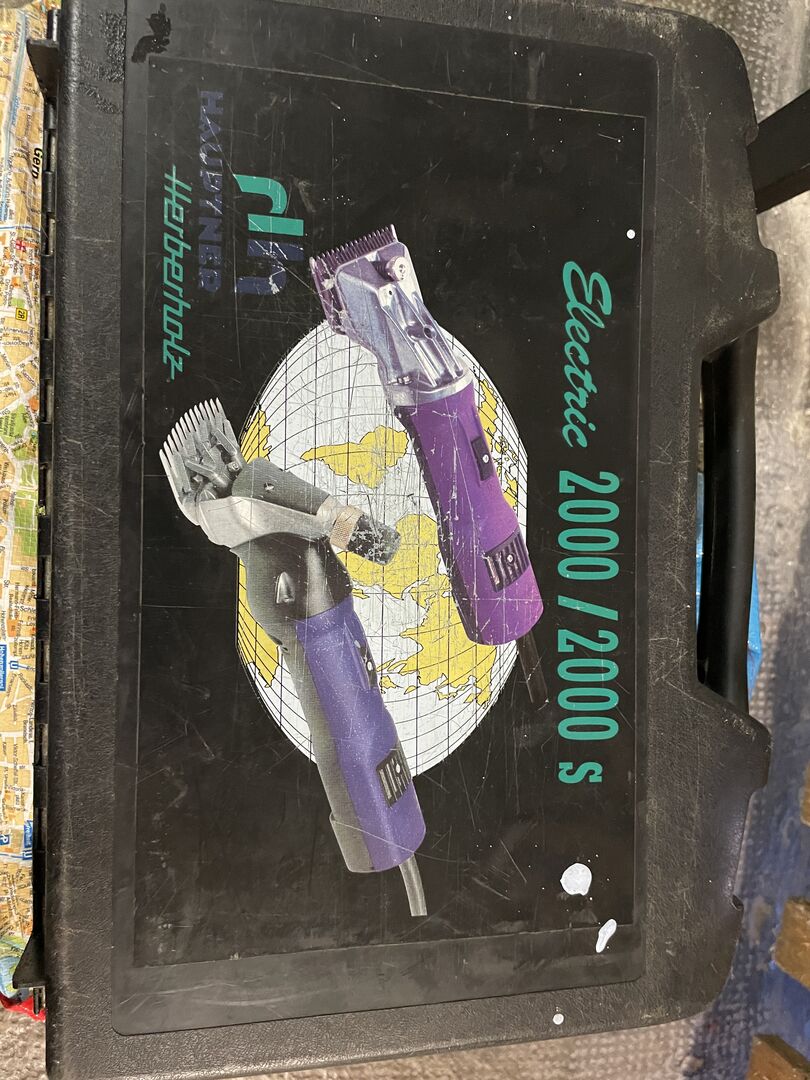 Electric 2000 / 2000 s
HAUPTNER
Herberholz